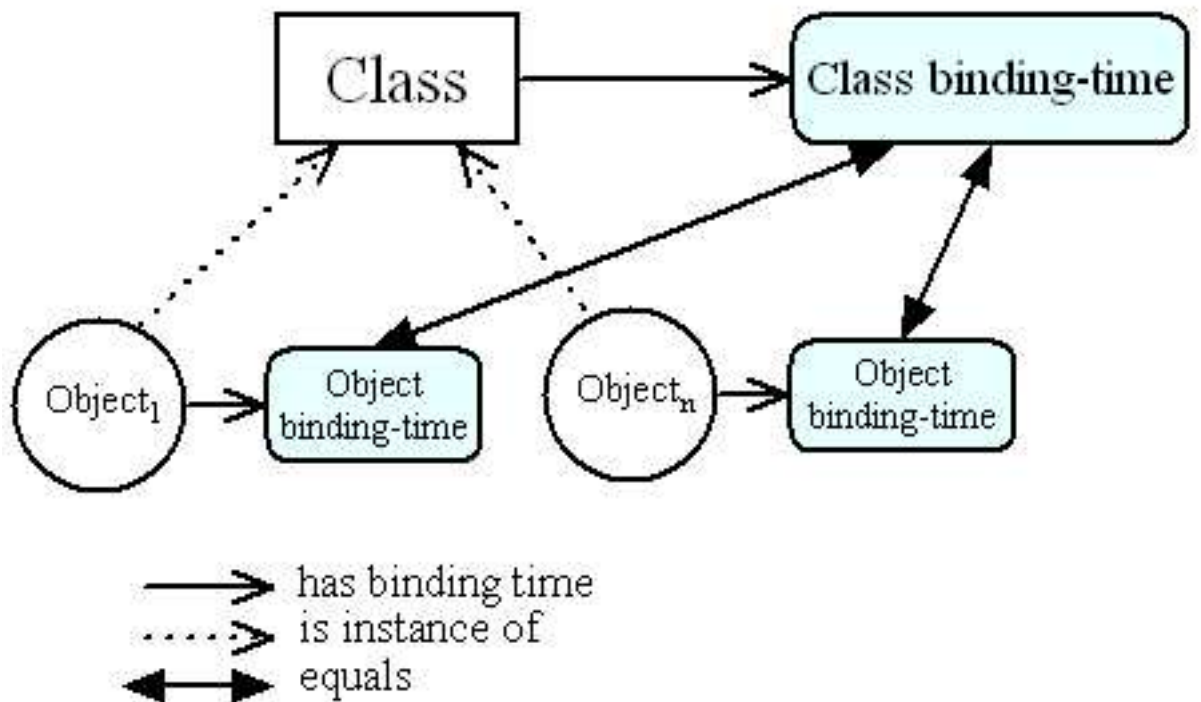 Class
Class binding-time
Object1
Object
binding-time
Objectn
Object
binding-time
has binding time
is instance of
equals